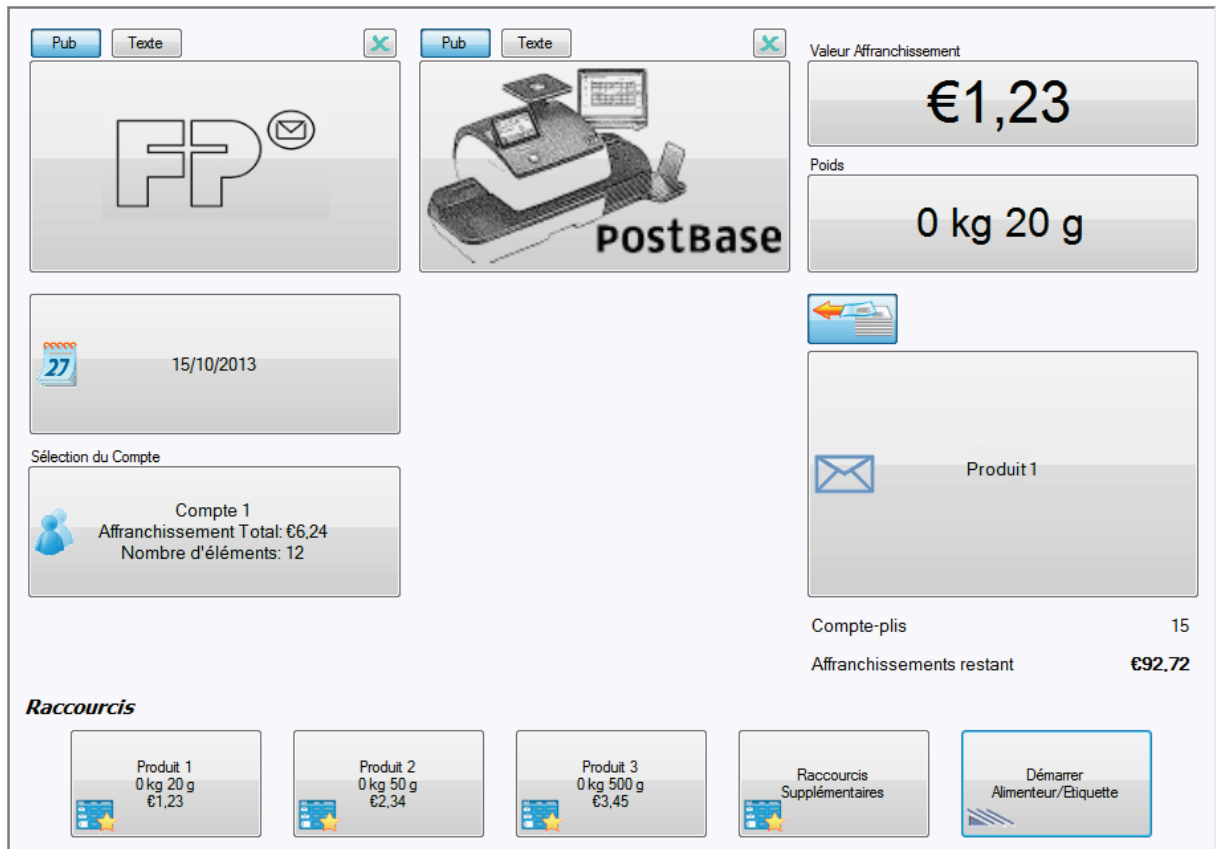 Pub
Texte
Pub
Texte
Valeur Affranchissement
FP
PostBase
€1,23
Poids
0 kg 20 g
27
15/10/2013
Sélection du Compte
Compte 1
Affranchissement Total: €6,24
Nombre d'éléments: 12
Produit 1
Compte-plis 15
Affranchissements restant €92,72
Raccourcis
Produit 1
0 kg 20 g
€1,23
Produit 2
0 kg 50 g
€2,34
Produit 3
0 kg 500 g
€3,45
Raccourcis
Supplémentaires
Démarrer
Alimenteur/Etiquette